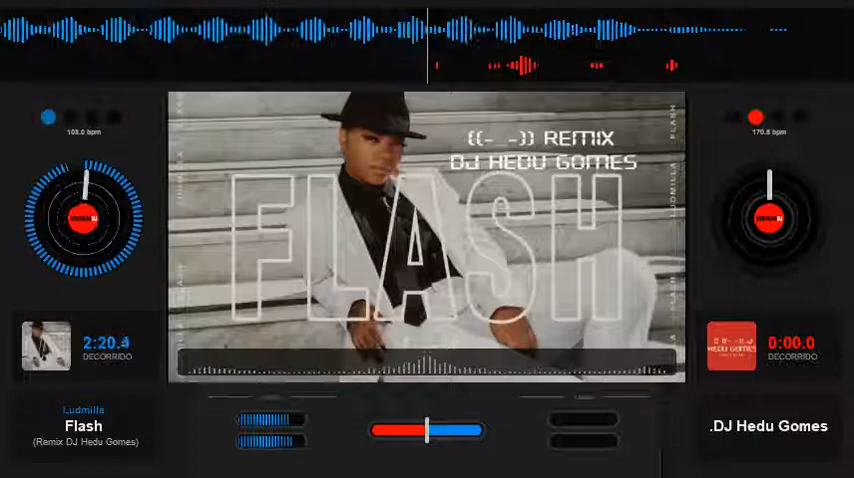 108.0 bpm
170.8 bpm
((-_-)) REMIX
DJ HEDU GOMES
FLASH
FLASH
LUDMILLA
FLASH
2:20.4
DECORRIDO
0:00.0
DECORRIDO
Ludmilla
Flash
(Remix DJ Hedu Gomes)
.DJ Hedu Gomes